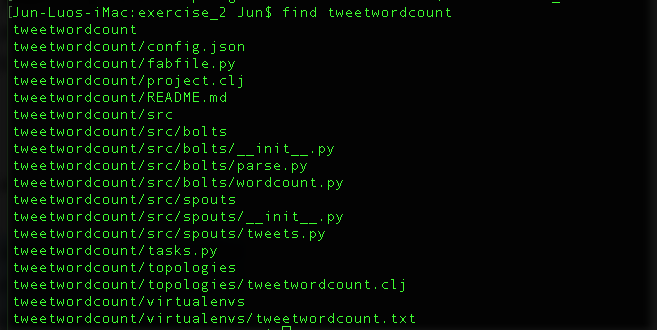 [Jun-Luos-iMac:exercise_2 Jun$ find tweetwordcount
tweetwordcount
tweetwordcount/config.json
tweetwordcount/fabfile.py
tweetwordcount/project.clj
tweetwordcount/README.md
tweetwordcount/src
tweetwordcount/src/bolts
tweetwordcount/src/bolts/__init__.py
tweetwordcount/src/bolts/parse.py
tweetwordcount/src/bolts/wordcount.py
tweetwordcount/src/spouts
tweetwordcount/src/spouts/__init__.py
tweetwordcount/src/spouts/tweets.py
tweetwordcount/tasks.py
tweetwordcount/topologies
tweetwordcount/topologies/tweetwordcount.clj
tweetwordcount/virtualenvs
tweetwordcount/virtualenvs/tweetwordcount.txt